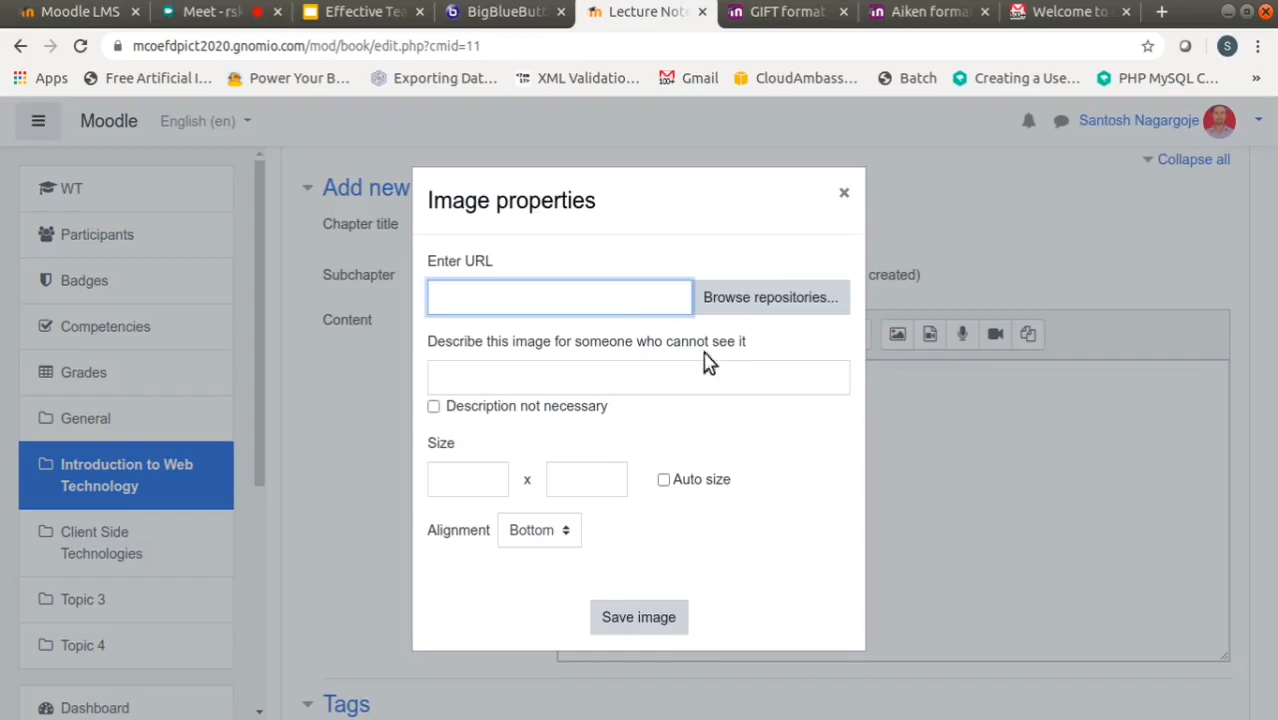 Moodle LMS
Meet - rsk
Effective Tea
BigBlueButt
Lecture Not
GIFT format
Aiken forma
Welcome to
mcoefdpict2020.gnomio.com/mod/book/edit.php?cmid=11
S
Apps
Free Artificial I...
Power Your B...
Exporting Dat...
XML Validatio...
Gmail
CloudAmbass...
Batch
Creating a Use...
PHP MySQL C...
»
Moodle
English (en)
Santosh Nagargoje
WT
Participants
Badges
Competencies
Grades
General
Introduction to Web
Technology
Client Side
Technologies
Topic 3
Topic 4
Dashboard
Collapse all
Add new
Chapter title
Subchapter
created)
Content
Tags
Image properties
×
Enter URL
Browse repositories...
Describe this image for someone who cannot see it
Description not necessary
Size
x
Auto size
Alignment
Bottom
Save image